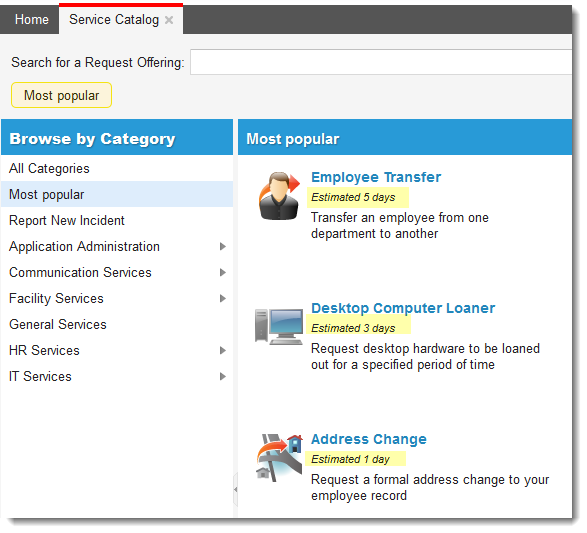 Home
Service Catalog
Search for a Request Offering:
Most popular
Browse by Category
All Categories
Most popular
Report New Incident
Application Administration
Communication Services
Facility Services
General Services
HR Services
IT Services
Most popular
Employee Transfer
Estimated 5 days
Transfer an employee from one
department to another
Desktop Computer Loaner
Estimated 3 days
Request desktop hardware to be loaned
out for a specified period of time
Address Change
Estimated 1 day
Request a formal address change to your
employee record